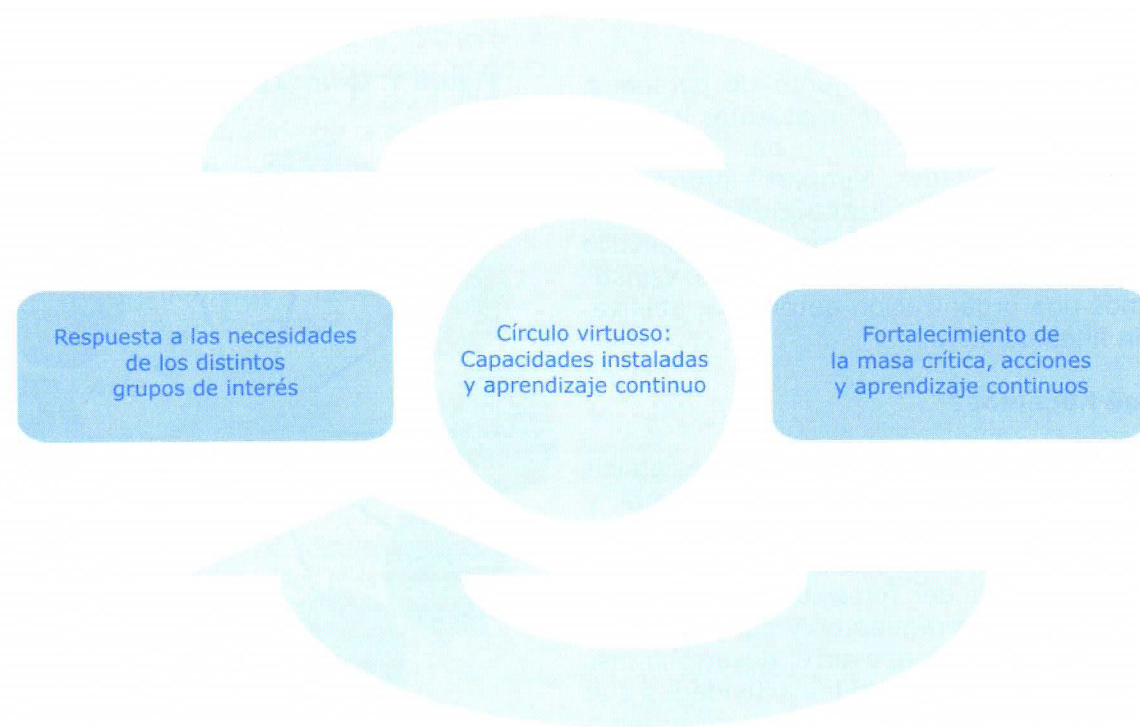 Respuesta a las necesidades
de los distintos
grupos de interés
Círculo virtuoso:
Capacidades instaladas
y aprendizaje continuo
Fortalecimiento de
la masa crítica, acciones
y aprendizaje continuos